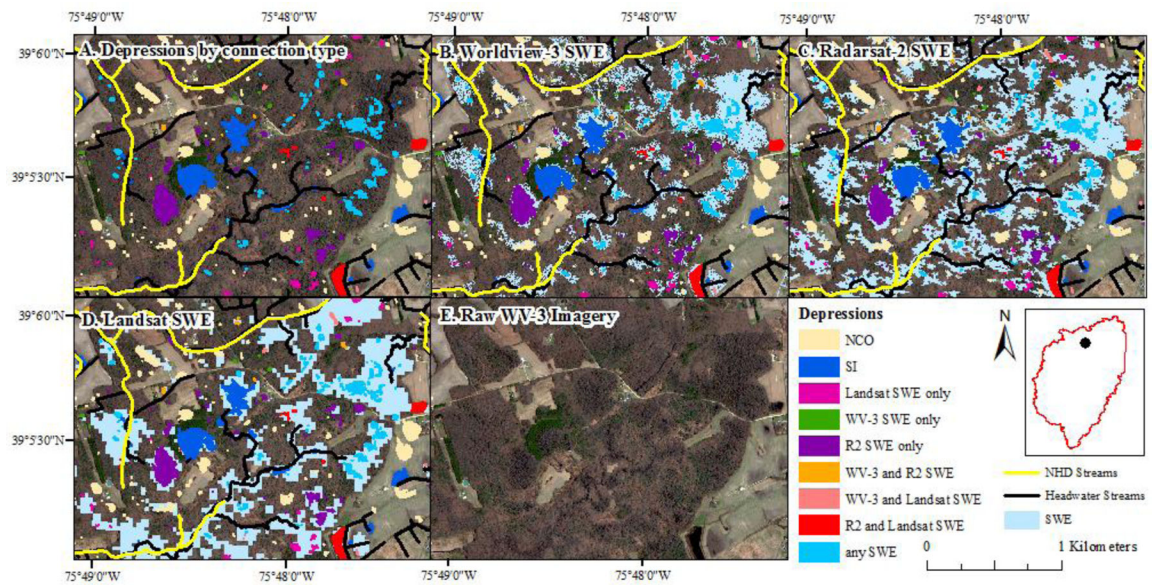 75°49'0"W 75°48'0"W 75°49'0"W 75°48'0"W 75°49'0"W 75°48'0"W
39°6'0"N
A. Depressions by connection type
B. Worldview-3 SWE
C. Radarsat-2 SWE
39°5'30"N
39°6'0"N
D. Landsat SWE
E. Raw WV-3 Imagery
39°5'30"N
75°49'0"W 75°48'0"W 75°49'0"W 75°48'0"W
Depressions
NCO
SI
Landsat SWE only
WV-3 SWE only
R2 SWE only
WV-3 and R2 SWE
WV-3 and Landsat SWE
R2 and Landsat SWE
any SWE
N
NHD Streams
Headwater Streams
SWE
0 1 Kilometers